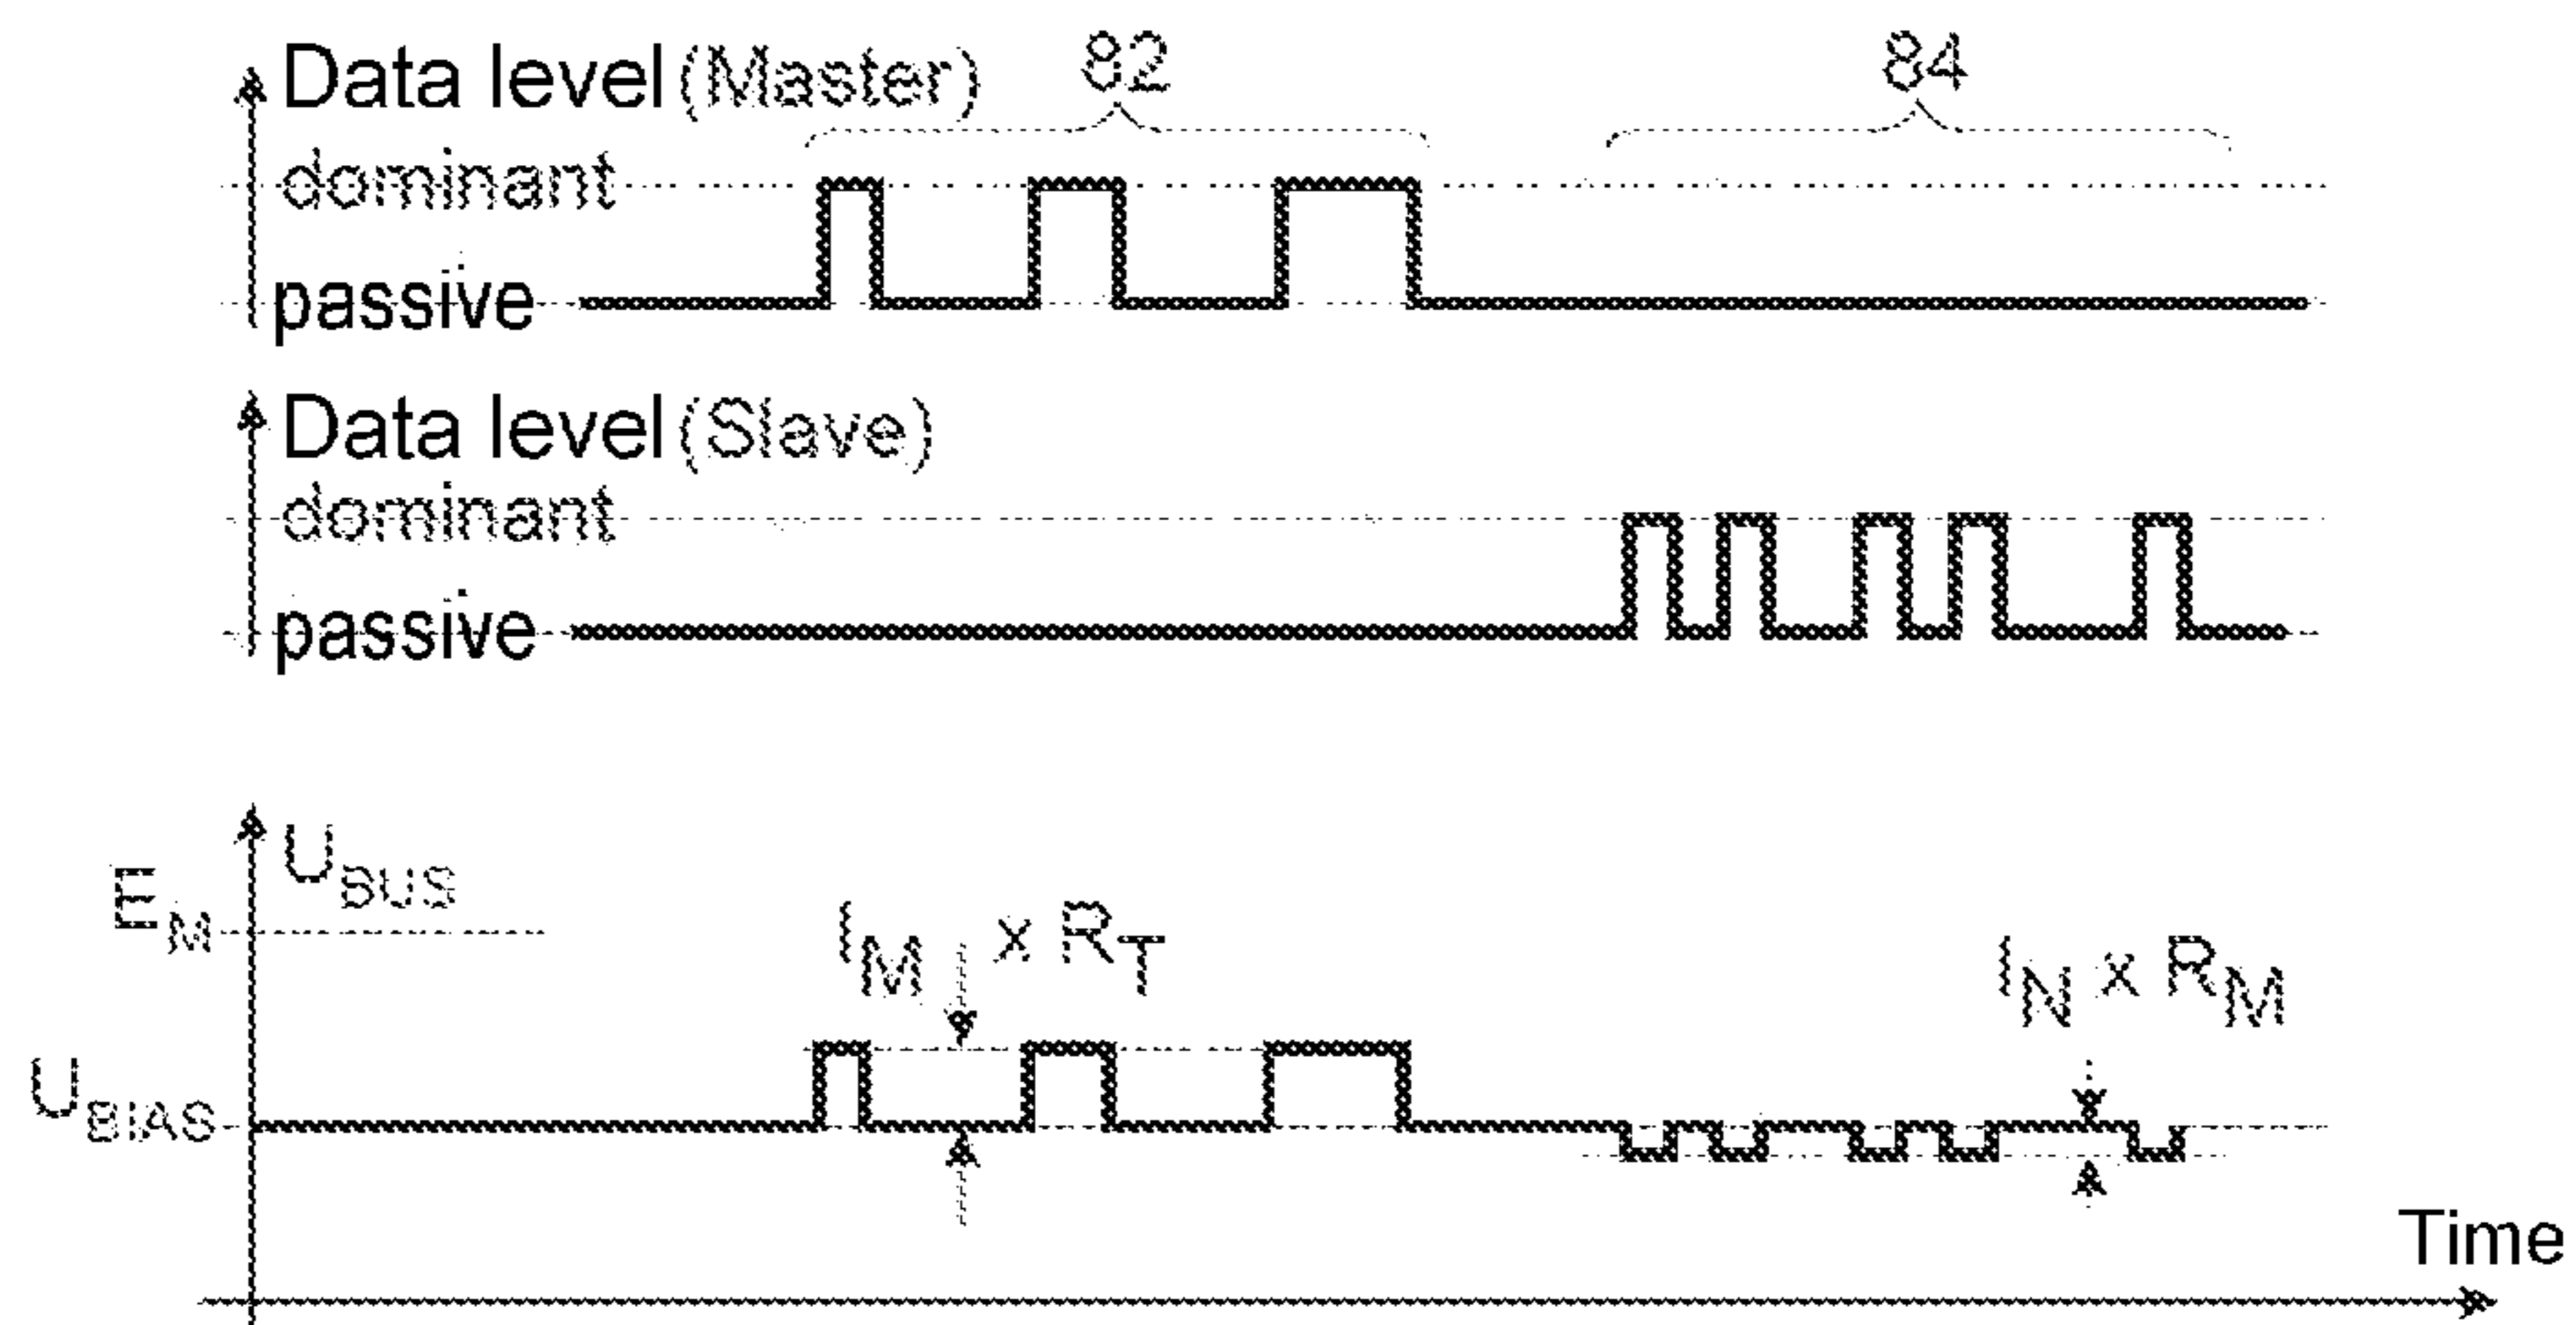 82
84
Data level (Master)
dominant
passive
Data level (Slave)
dominant
passive
U_BUS
E_M
I_M x R_T
I_N x R_M
U_BIAS
Time